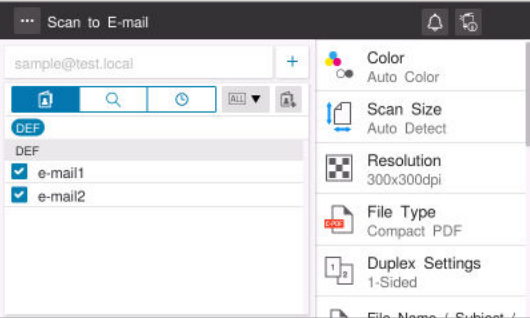 Scan to E-mail
sample@test.local
ALL
DEF
DEF
e-mail1
e-mail2
Color
Auto Color
Scan Size
Auto Detect
Resolution
300x300dpi
File Type
C-PDF
Compact PDF
Duplex Settings
1 2
1-Sided
File Name / Subject /